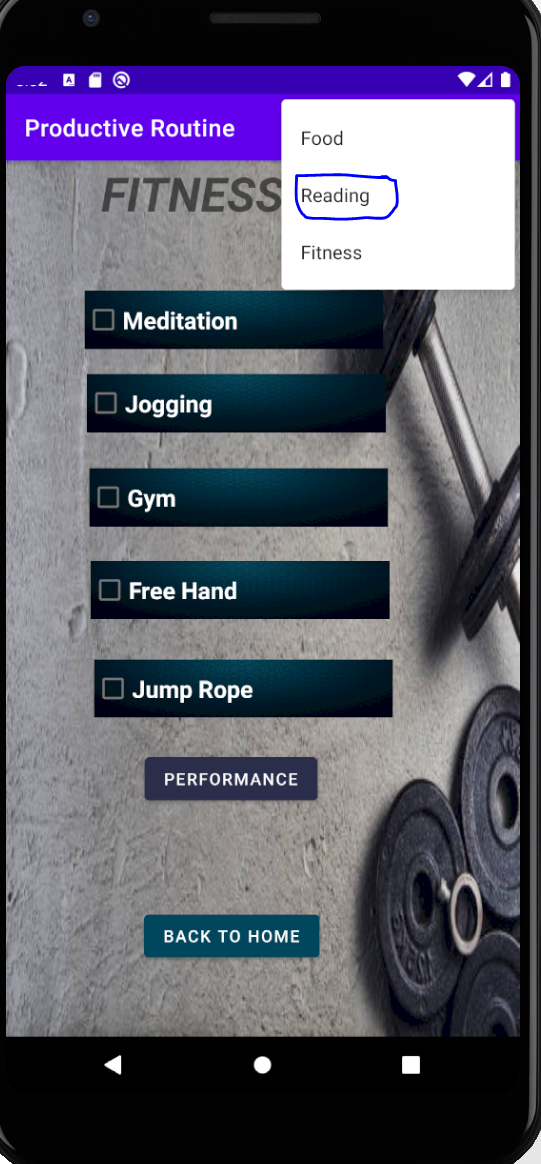 Productive Routine
Food
Reading
Fitness
FITNESS
Meditation
Jogging
Gym
Free Hand
Jump Rope
PERFORMANCE
BACK TO HOME